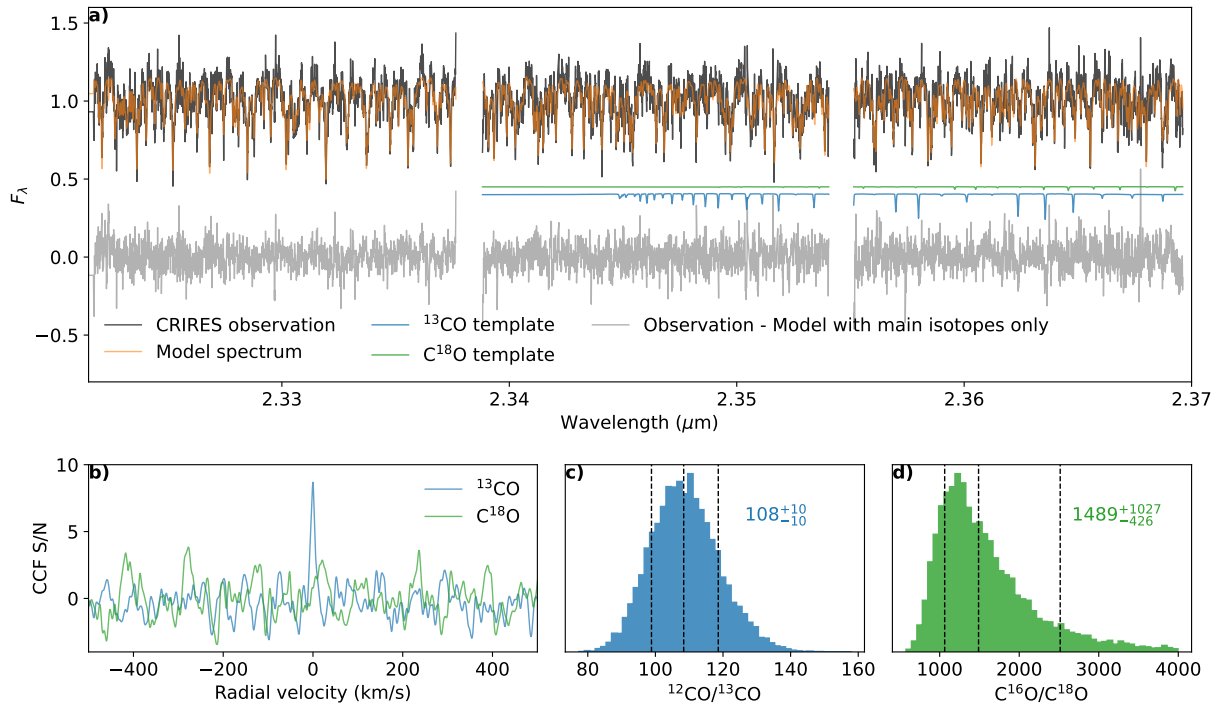 a)
1.5
1.0
0.5
0.0
−0.5
F_λ
CRIRES observation
Model spectrum
¹³CO template
C¹⁸O template
Observation - Model with main isotopes only
2.33
2.34
2.35
2.36
2.37
Wavelength (μm)
b)
10
5
0
CCF S/N
¹³CO
C¹⁸O
−400
−200
0
200
400
Radial velocity (km/s)
c)
108⁺¹⁰₋₁₀
80
100
120
140
160
¹²CO/¹³CO
d)
1489⁺¹⁰²⁷₋₄₂₆
1000
2000
3000
4000
C¹⁶O/C¹⁸O